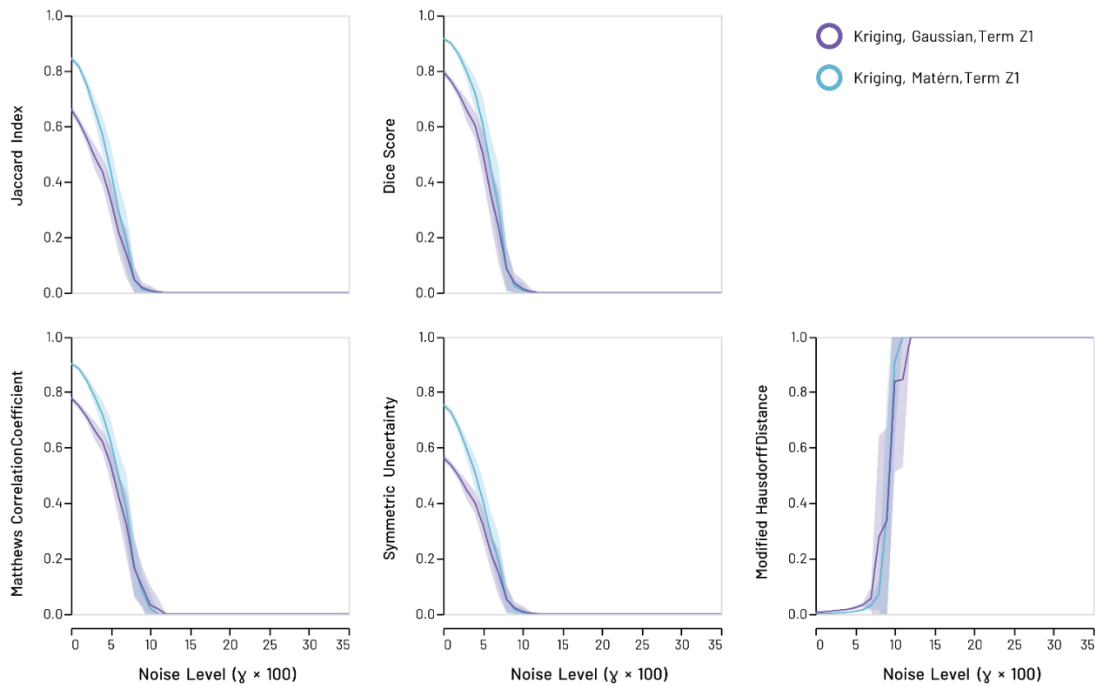 Kriging, Gaussian,Term Z1
Kriging, Matérn,Term Z1
Jaccard Index
1.0
0.8
0.6
0.4
0.2
0.0
Dice Score
1.0
0.8
0.6
0.4
0.2
0.0
Matthews CorrelationCoefficient
1.0
0.8
0.6
0.4
0.2
0.0
0 5 10 15 20 25 30 35
Noise Level (ɣ × 100)
Symmetric Uncertainty
1.0
0.8
0.6
0.4
0.2
0.0
0 5 10 15 20 25 30 35
Noise Level (ɣ × 100)
Modified HausdorffDistance
1.0
0.8
0.6
0.4
0.2
0.0
0 5 10 15 20 25 30 35
Noise Level (ɣ × 100)